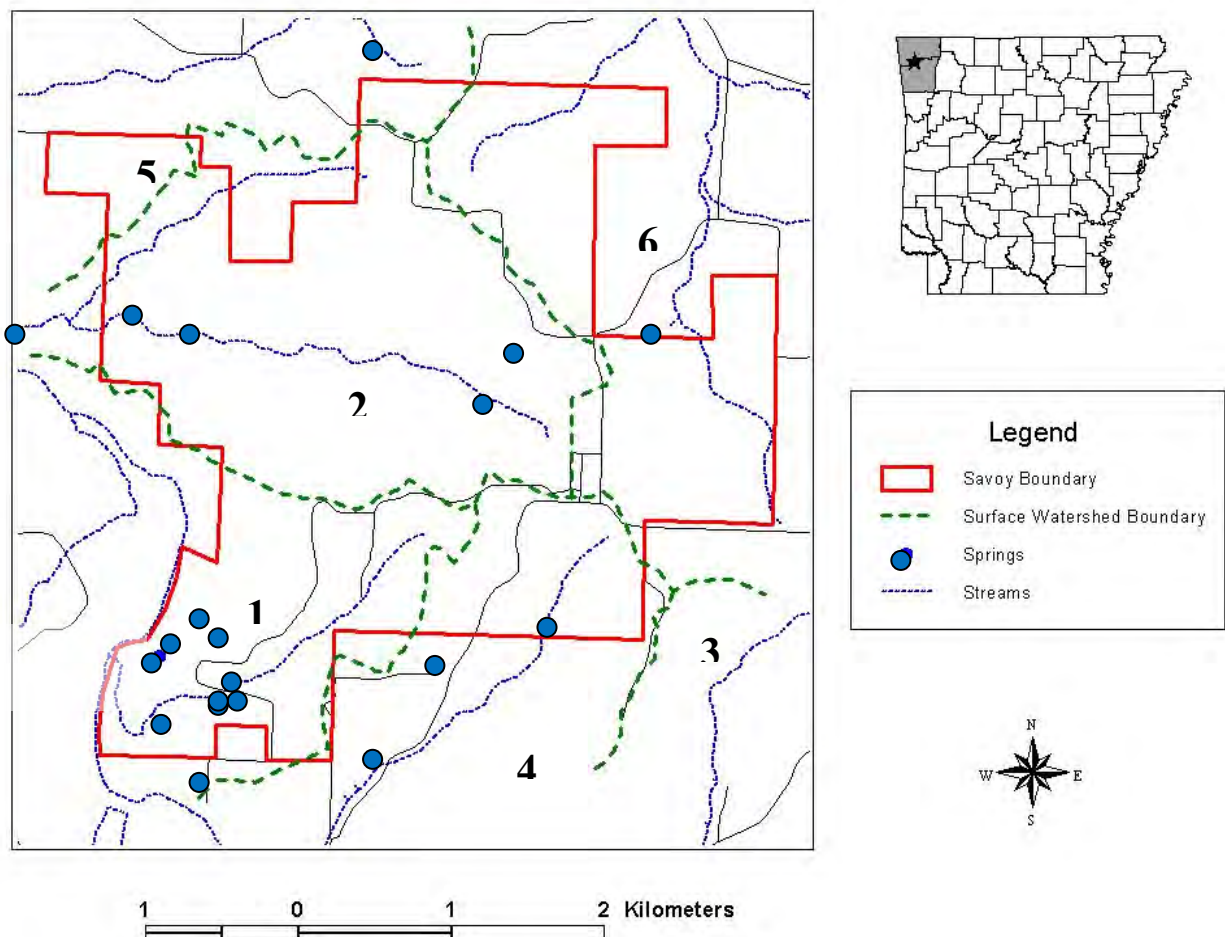 5
6
2
1
3
4
Legend
Savoy Boundary
Surface Watershed Boundary
Springs
Streams
N
W E
S
1 0 1 2 Kilometers